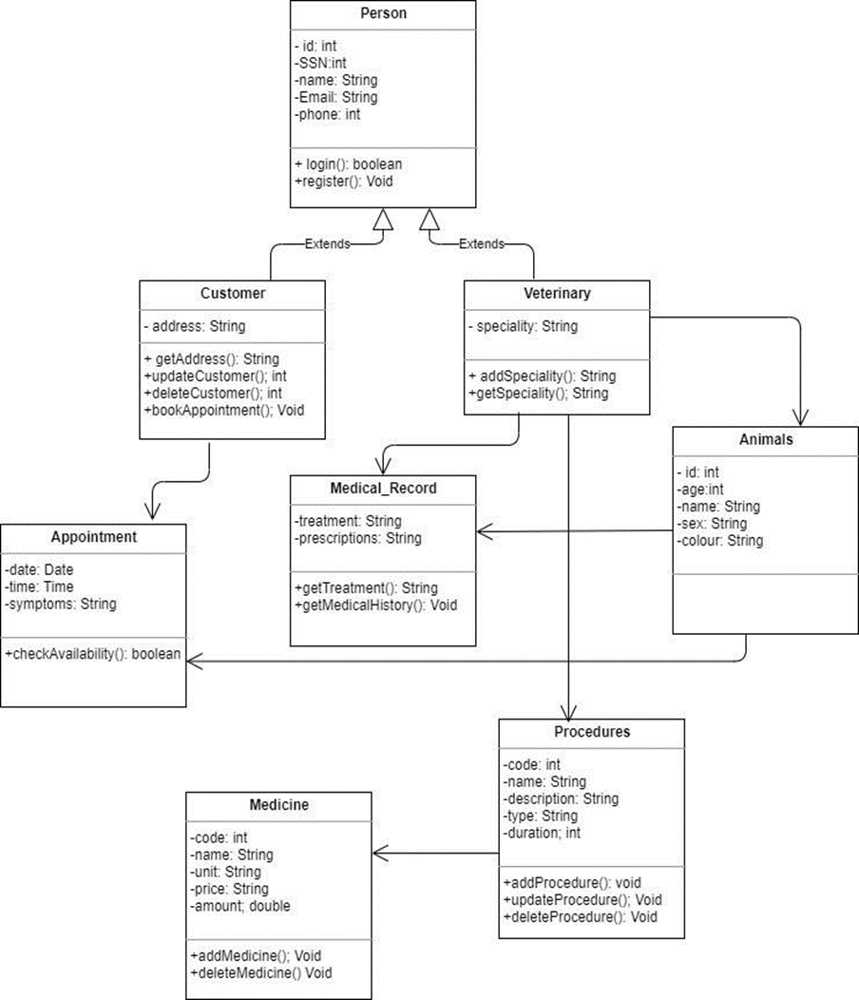 Person
- id: int
-SSN:int
-name: String
-Email: String
-phone: int
+ login(): boolean
+register(): Void
Extends
Extends
Customer
- address: String
+ getAddress(): String
+updateCustomer(); int
+deleteCustomer(); int
+bookAppointment(); Void
Veterinary
- speciality: String
+ addSpeciality(): String
+getSpeciality(); String
Animals
- id: int
-age:int
-name: String
-sex: String
-colour: String
Medical_Record
-treatment: String
-prescriptions: String
+getTreatment(): String
+getMedicalHistory(): Void
Appointment
-date: Date
-time: Time
-symptoms: String
+checkAvailability(): boolean
Procedures
-code: int
-name: String
-description: String
-type: String
-duration; int
+addProcedure(): void
+updateProcedure(); Void
+deleteProcedure(): Void
Medicine
-code: int
-name: String
-unit: String
-price: String
-amount; double
+addMedicine(); Void
+deleteMedicine() Void